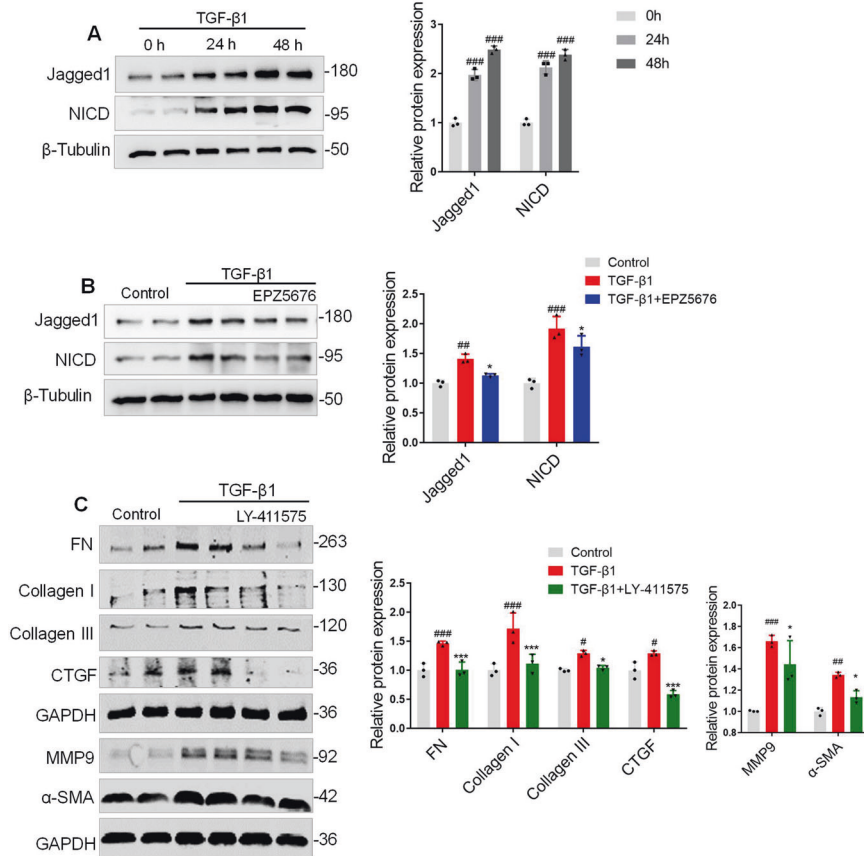 A
TGF-β1
0 h 24 h 48 h
Jagged1 -180
NICD -95
β-Tubulin -50
Relative protein expression
3
2
1
0
### ### ### ###
Jagged1 NICD
0h
24h
48h
B
TGF-β1
Control EPZ5676
Jagged1 -180
NICD -95
β-Tubulin -50
Control
TGF-β1
TGF-β1+EPZ5676
Relative protein expression
2.5
2.0
1.5
1.0
0.5
0.0
## * ### *
Jagged1 NICD
C
TGF-β1
Control LY-411575
FN -263
Collagen I -130
Collagen III -120
CTGF -36
GAPDH -36
MMP9 -92
α-SMA -42
GAPDH -36
Control
TGF-β1
TGF-β1+LY-411575
Relative protein expression
2.5
2.0
1.5
1.0
0.5
0.0
### *** ### *** # * # ***
FN Collagen I Collagen III CTGF
Relative protein expression
2.0
1.8
1.6
1.4
1.2
1.0
0.8
### * ## *
MMP9 α-SMA